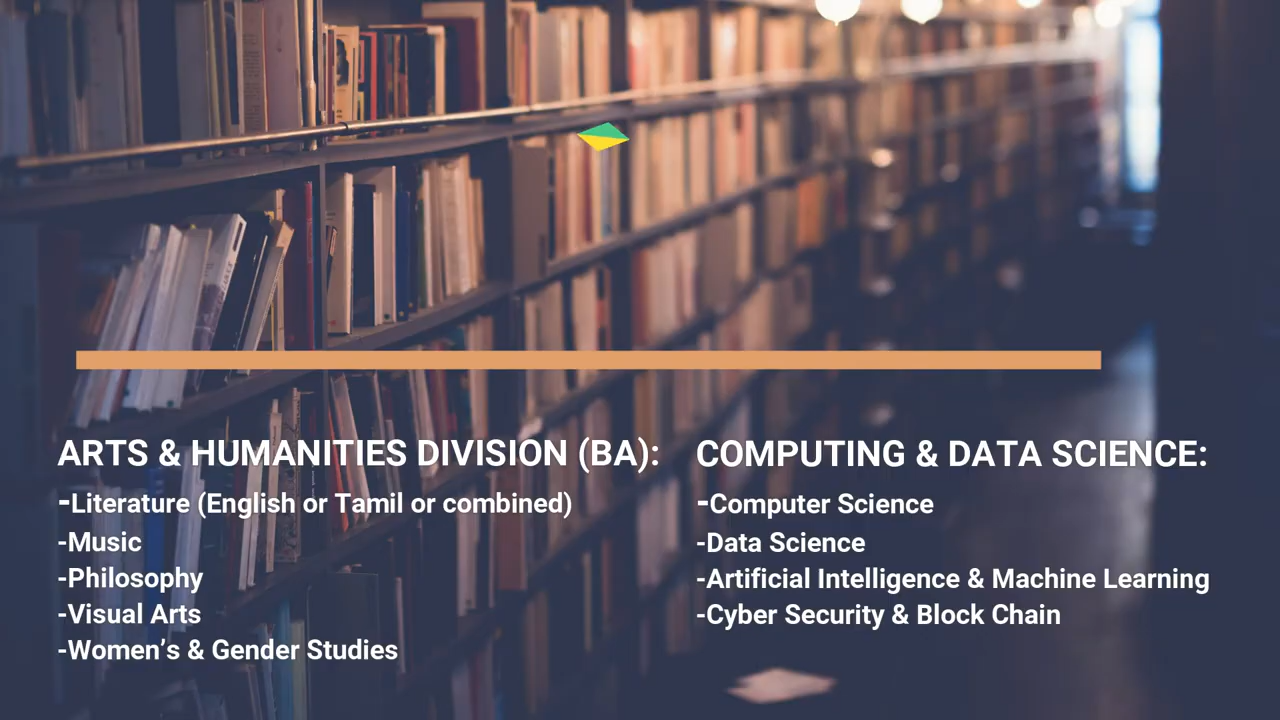 ARTS & HUMANITIES DIVISION (BA):
-Literature (English or Tamil or combined)
-Music
-Philosophy
-Visual Arts
-Women’s & Gender Studies
COMPUTING & DATA SCIENCE:
-Computer Science
-Data Science
-Artificial Intelligence & Machine Learning
-Cyber Security & Block Chain